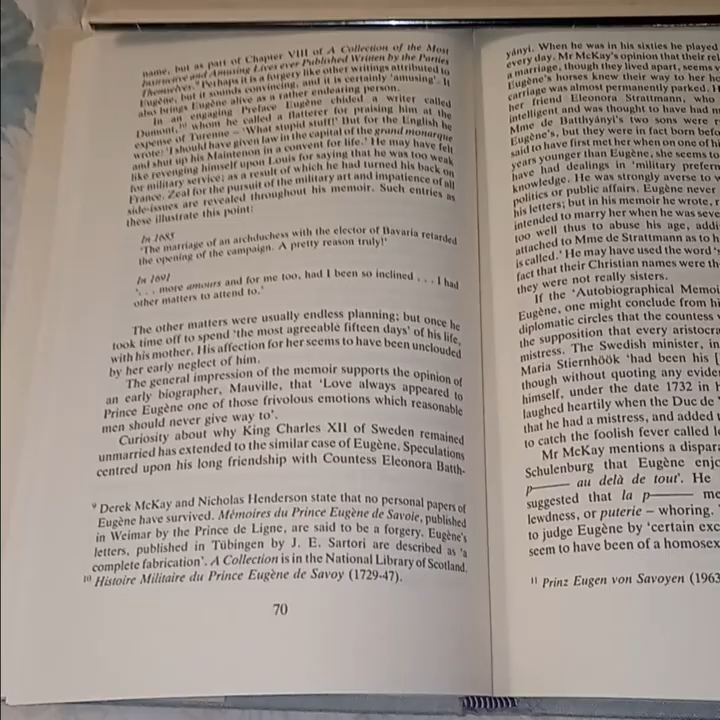 name, but as part of Chapter VIII of A Collection of the Most
Instructive and Amusing Lives ever Published Written by the Parties
Themselves.⁹ Perhaps it is a forgery like other writings attributed to
Eugène, but it sounds convincing, and it is certainly 'amusing'. It
also brings Eugène alive as a rather endearing person.
In an engaging Preface Eugène chided a writer called
Dumont,¹⁰ whom he called a flatterer for praising him at the
expense of Turenne – 'What stupid stuff!' But for the English he
wrote: 'I should have given law in the capital of the grand monarque
and shut up his Maintenon in a convent for life.' He may have felt
like revenging himself upon Louis for saying that he was too weak
for military service: as a result of which he had turned his back on
France. Zeal for the pursuit of the military art and impatience of all
side-issues are revealed throughout his memoir. Such entries as
these illustrate this point:
In 1685
'The marriage of an archduchess with the elector of Bavaria retarded
the opening of the campaign. A pretty reason truly!'
In 1691
'. . . more amours and for me too, had I been so inclined . . . I had
other matters to attend to.'
The other matters were usually endless planning; but once he
took time off to spend 'the most agreeable fifteen days' of his life,
with his mother. His affection for her seems to have been unclouded
by her early neglect of him.
The general impression of the memoir supports the opinion of
an early biographer, Mauville, that 'Love always appeared to
Prince Eugène one of those frivolous emotions which reasonable
men should never give way to'.
Curiosity about why King Charles XII of Sweden remained
unmarried has extended to the similar case of Eugène. Speculations
centred upon his long friendship with Countess Eleonora Batth-
⁹ Derek McKay and Nicholas Henderson state that no personal papers of
Eugène have survived. Mémoires du Prince Eugène de Savoie, published
in Weimar by the Prince de Ligne, are said to be a forgery. Eugène's
letters, published in Tübingen by J. E. Sartori are described as 'a
complete fabrication'. A Collection is in the National Library of Scotland.
¹⁰ Histoire Militaire du Prince Eugène de Savoy (1729-47).
70
yányi. When he was in his sixties he played
every day. Mr McKay's opinion that their rel
a marriage, though they lived apart, seems v
Eugène's horses knew their way to her ho
carriage was almost permanently parked. H
her friend Eleonora Strattmann, who
intelligent and was thought to have had m
Mme de Batthyányi's two sons were r
Eugène's, but they were in fact born befo
said to have first met her when on one of hi
years younger than Eugène, she seems to
have had dealings in 'military prefern
knowledge. He was strongly averse to w
politics or public affairs. Eugène never
his letters; but in his memoir he wrote, r
intended to marry her when he was seve
too well thus to abuse his age, addi
attached to Mme de Strattmann as to h
is called.' He may have used the word 's
fact that their Christian names were th
they were not really sisters.
If the 'Autobiographical Memoi
Eugène, one might conclude from hi
diplomatic circles that the countess
the supposition that every aristocra
mistress. The Swedish minister, in
Maria Stiernhöök 'had been his [
though without quoting any evide
himself, under the date 1732 in H
laughed heartily when the Duc de
that he had a mistress, and added t
to catch the foolish fever called lo
Mr McKay mentions a dispara
Schulenburg that Eugène enjo
p—— au delà de tout'. He
suggested that la p—— me
lewdness, or puterie – whoring.
to judge Eugène by 'certain exc
seem to have been of a homosex
¹¹ Prinz Eugen von Savoyen (1963